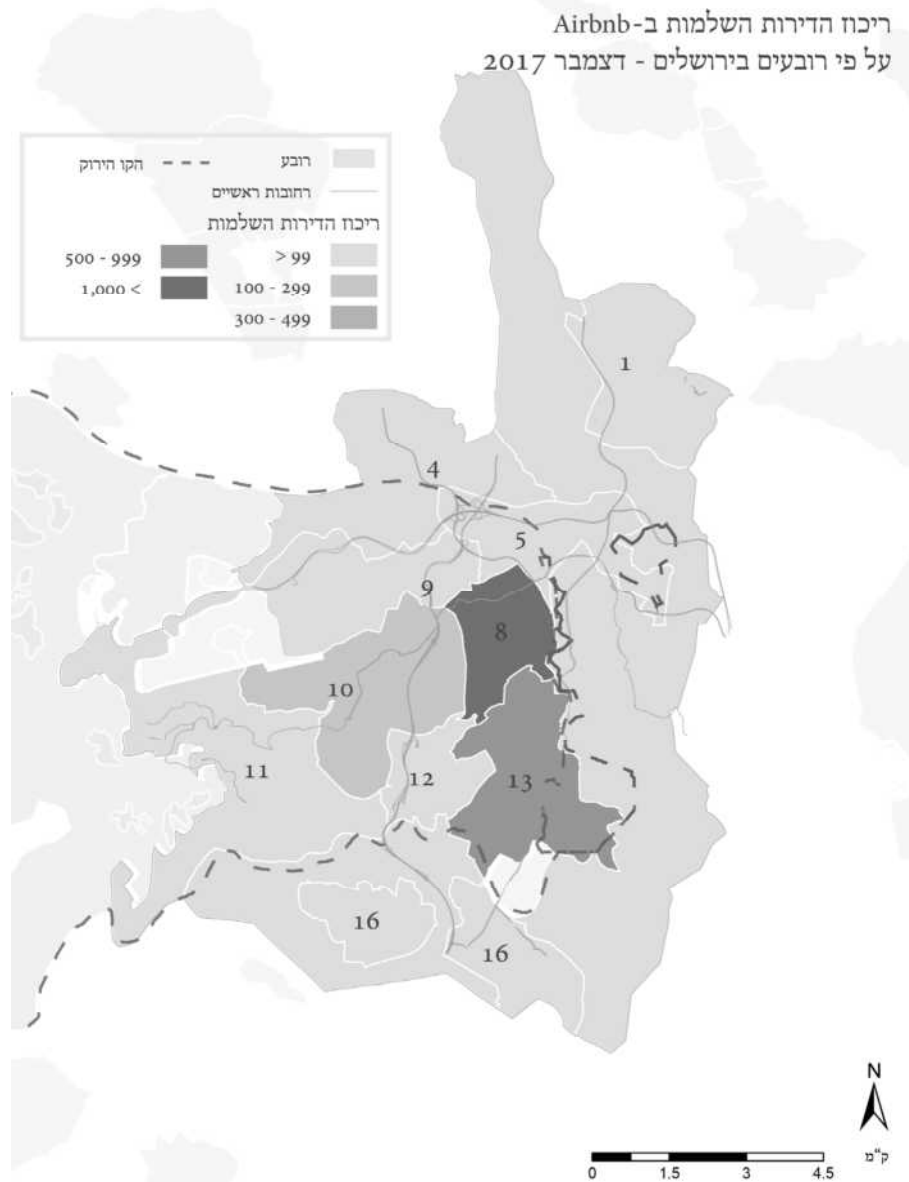 ריכוז הדירות השלמות ב-Airbnb
על פי רובעים בירושלים - דצמבר 2017
רובע
הקו הירוק
רחובות ראשיים
ריכוז הדירות השלמות
> 99
500 - 999
100 - 299
1,000 <
300 - 499
1
4
5
9
8
10
11
12
13
16
16
N
ק"מ
0 1.5 3 4.5